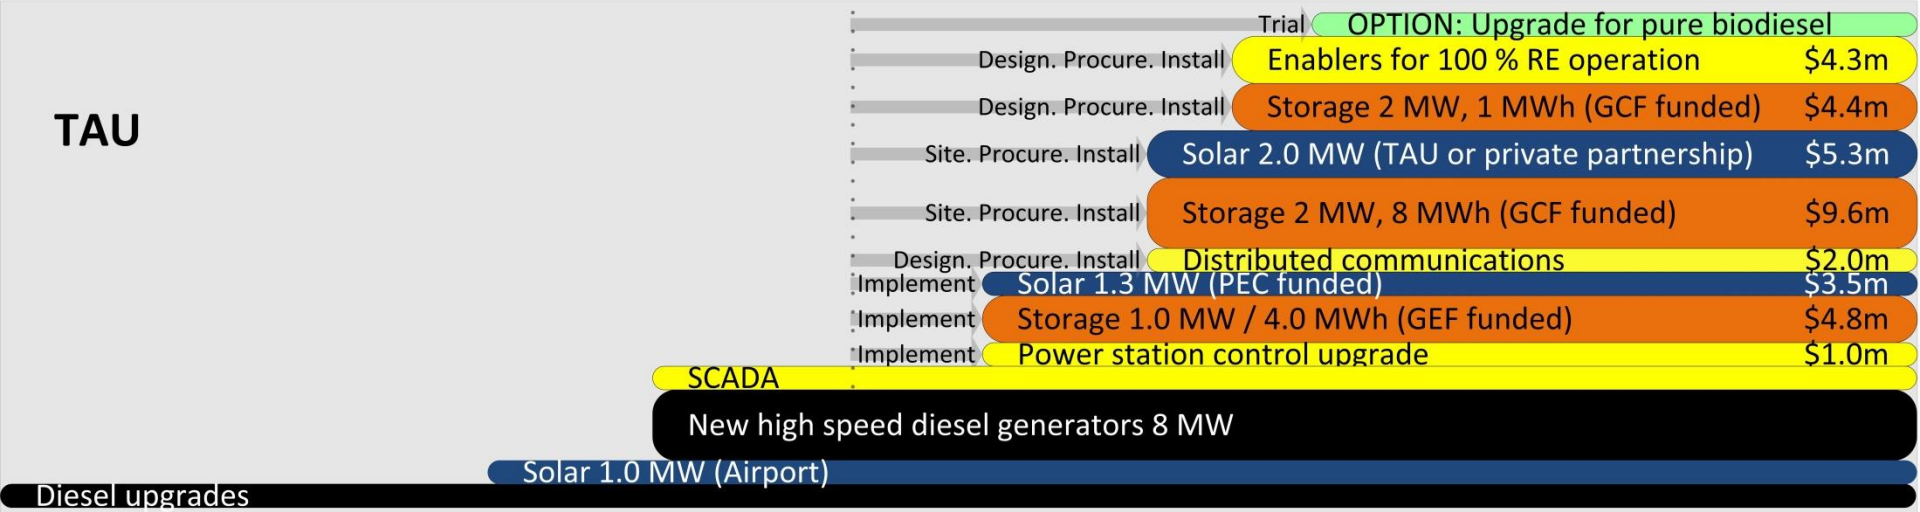 Trial OPTION: Upgrade for pure biodiesel
Design. Procure. Install Enablers for 100 % RE operation $4.3m
Design. Procure. Install Storage 2 MW, 1 MWh (GCF funded) $4.4m
TAU
Site. Procure. Install Solar 2.0 MW (TAU or private partnership) $5.3m
Site. Procure. Install Storage 2 MW, 8 MWh (GCF funded) $9.6m
Design. Procure. Install Distributed communications $2.0m
Implement Solar 1.3 MW (PEC funded) $3.5m
Implement Storage 1.0 MW / 4.0 MWh (GEF funded) $4.8m
Implement Power station control upgrade $1.0m
SCADA
New high speed diesel generators 8 MW
Solar 1.0 MW (Airport)
Diesel upgrades